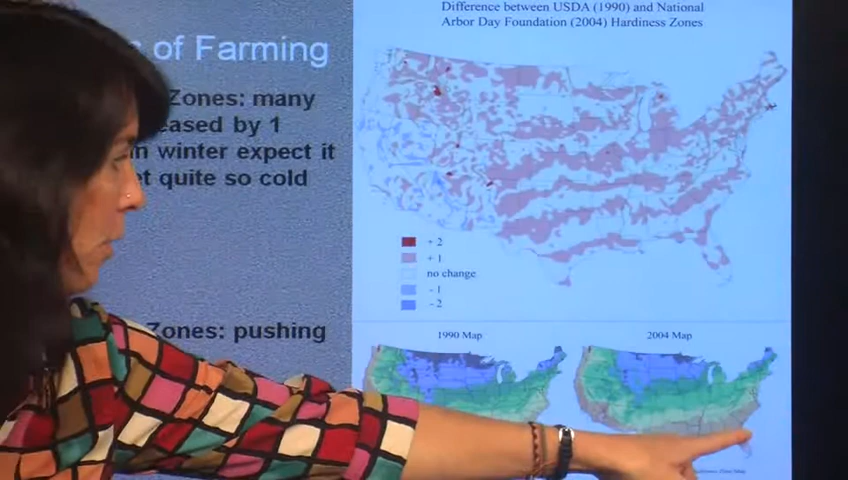 of Farming
Zones: many
eased by 1
in winter expect it
quite so cold
Zones: pushing
Difference between USDA (1990) and National
Arbor Day Foundation (2004) Hardiness Zones
+ 2
+ 1
no change
- 1
- 2
1990 Map
2004 Map